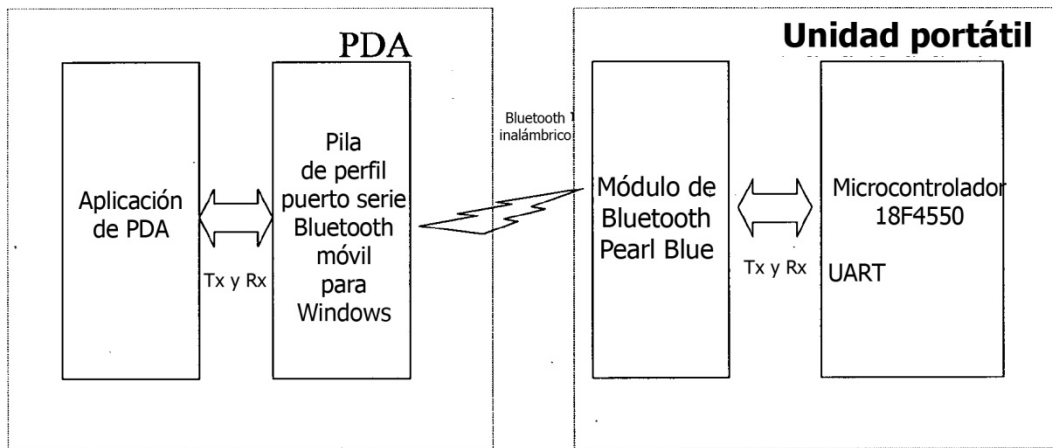 PDA
Aplicación
de PDA
Tx y Rx
Pila
de perfil
puerto serie
Bluetooth
móvil
para
Windows
Bluetooth
inalámbrico
Unidad portátil
Módulo de
Bluetooth
Pearl Blue
Tx y Rx
Microcontrolador
18F4550
UART